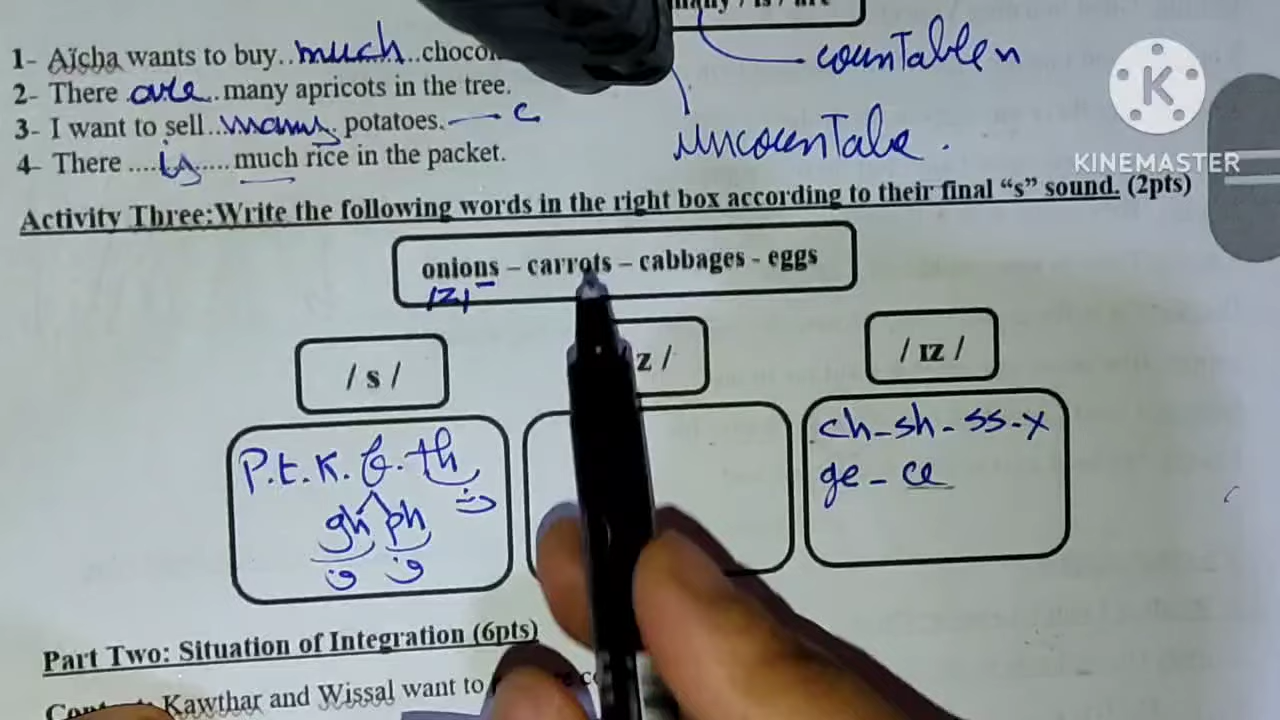 many / is / are
countable n
1- Aïcha wants to buy..much..choco
2- There are many apricots in the tree.
3- I want to sell..many. potatoes. — c
uncountabe.
4- There ....is..... much rice in the packet.
KINEMASTER
Activity Three: Write the following words in the right box according to their final “s” sound. (2pts)
onions – carrots – cabbages - eggs
/z/
/ s / z / / ɪz /
P.t.K.f.th
ث
gh ph
ف ف
ch-sh-ss-x
ge - ce
Part Two: Situation of Integration (6pts)
Kawthar and Wissal want to